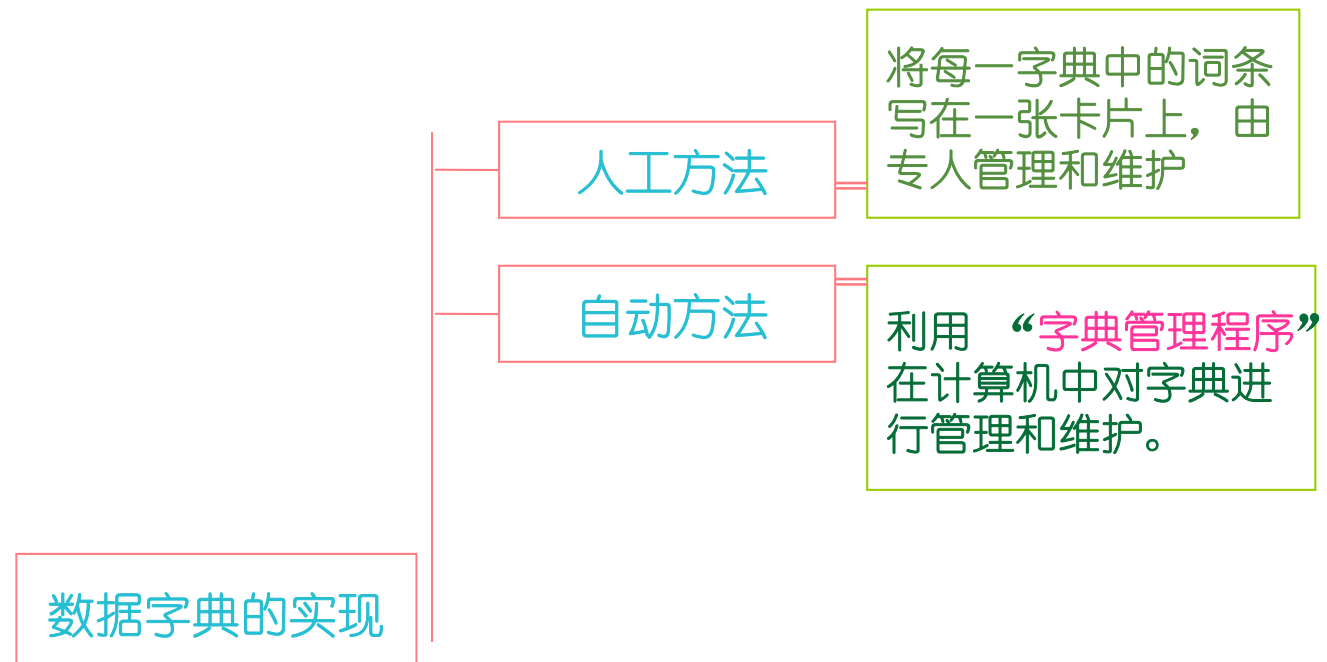 将每一字典中的词条
写在一张卡片上，由
专人管理和维护
人工方法
自动方法
利用 “字典管理程序”
在计算机中对字典进
行管理和维护。
数据字典的实现